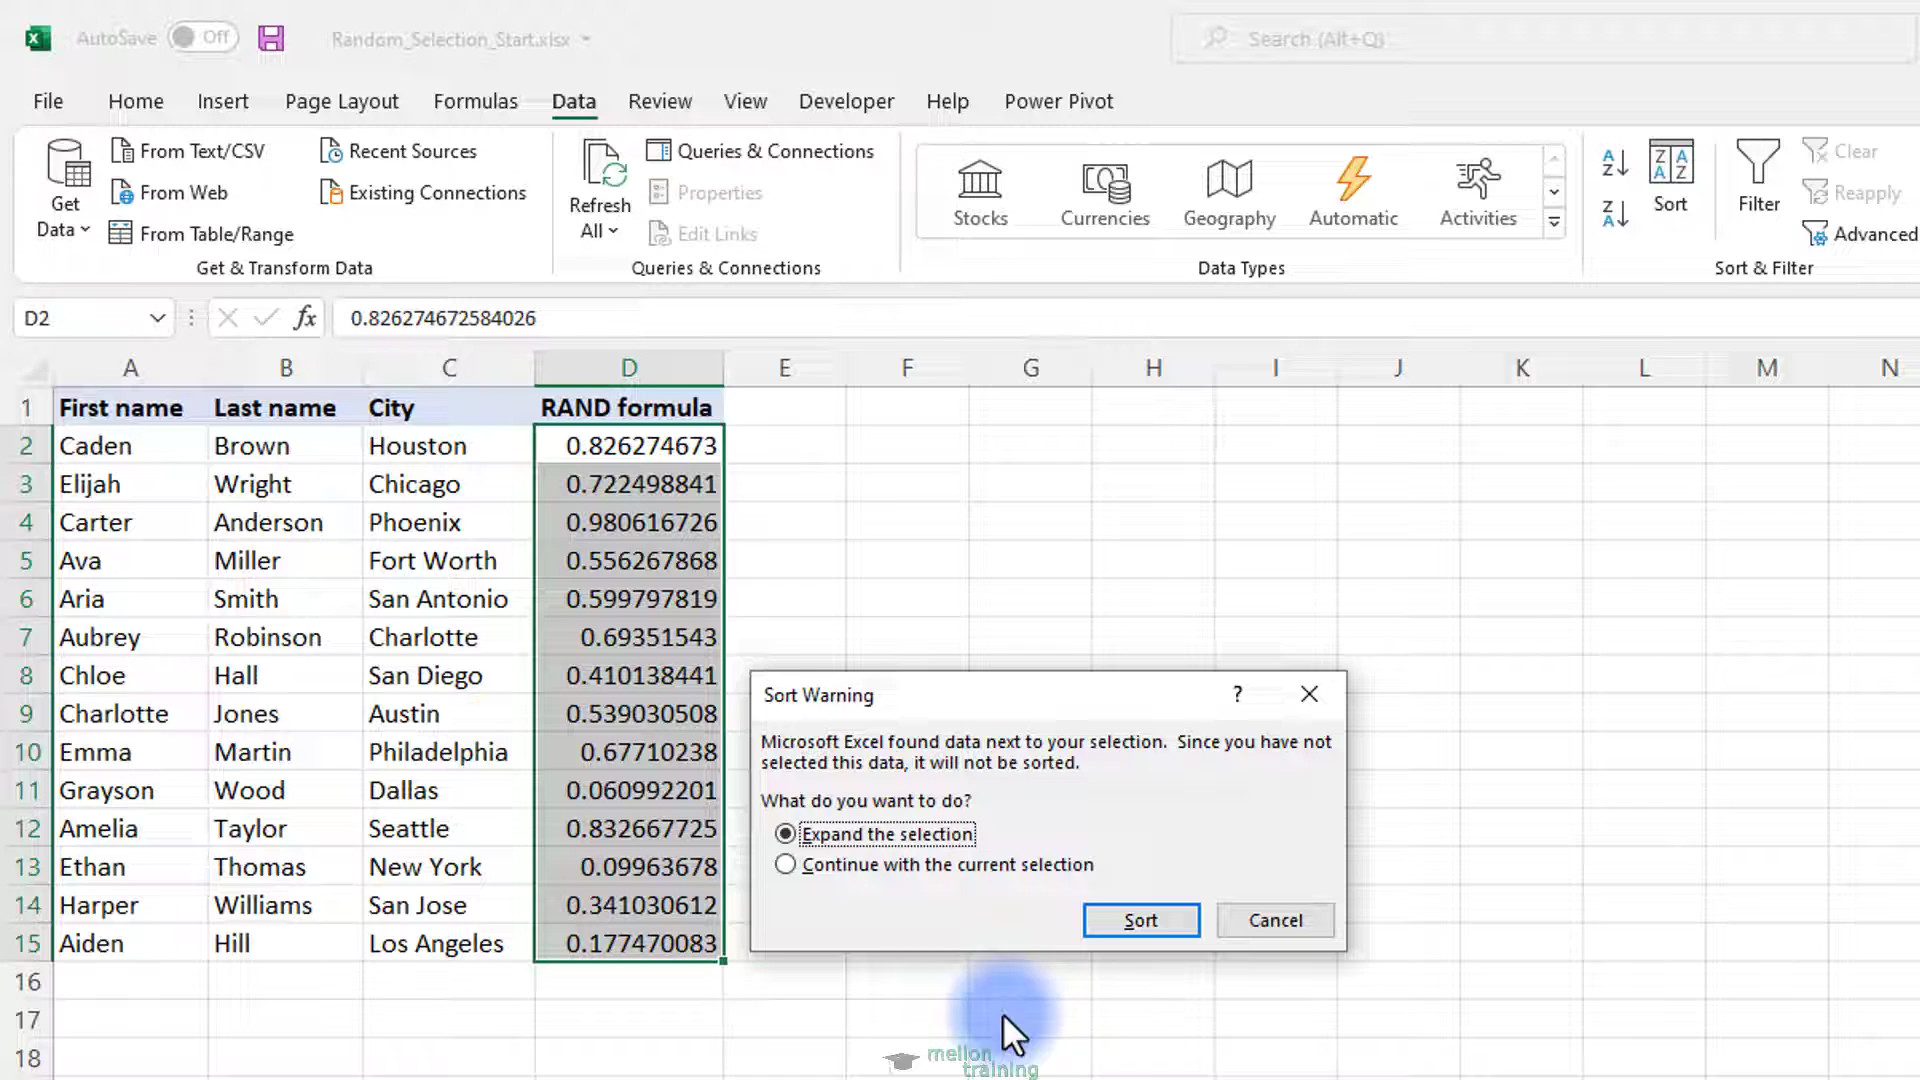 AutoSave Off Random_Selection_Start.xlsx Search (Alt+Q)
File Home Insert Page Layout Formulas Data Review View Developer Help Power Pivot
Get Data
From Text/CSV
From Web
From Table/Range
Recent Sources
Existing Connections
Get & Transform Data
Refresh All
Queries & Connections
Properties
Edit Links
Queries & Connections
Stocks Currencies Geography Automatic Activities
Data Types
Sort
Filter
Clear
Reapply
Advanced
Sort & Filter
D2 fx 0.826274672584026
A B C D E F G H I J K L M N
1 First name Last name City RAND formula
2 Caden Brown Houston 0.826274673
3 Elijah Wright Chicago 0.722498841
4 Carter Anderson Phoenix 0.980616726
5 Ava Miller Fort Worth 0.556267868
6 Aria Smith San Antonio 0.599797819
7 Aubrey Robinson Charlotte 0.69351543
8 Chloe Hall San Diego 0.410138441
9 Charlotte Jones Austin 0.539030508
10 Emma Martin Philadelphia 0.67710238
11 Grayson Wood Dallas 0.060992201
12 Amelia Taylor Seattle 0.832667725
13 Ethan Thomas New York 0.09963678
14 Harper Williams San Jose 0.341030612
15 Aiden Hill Los Angeles 0.177470083
16
17
18
Sort Warning ?
Microsoft Excel found data next to your selection. Since you have not
selected this data, it will not be sorted.
What do you want to do?
Expand the selection
Continue with the current selection
Sort Cancel
mellon
training